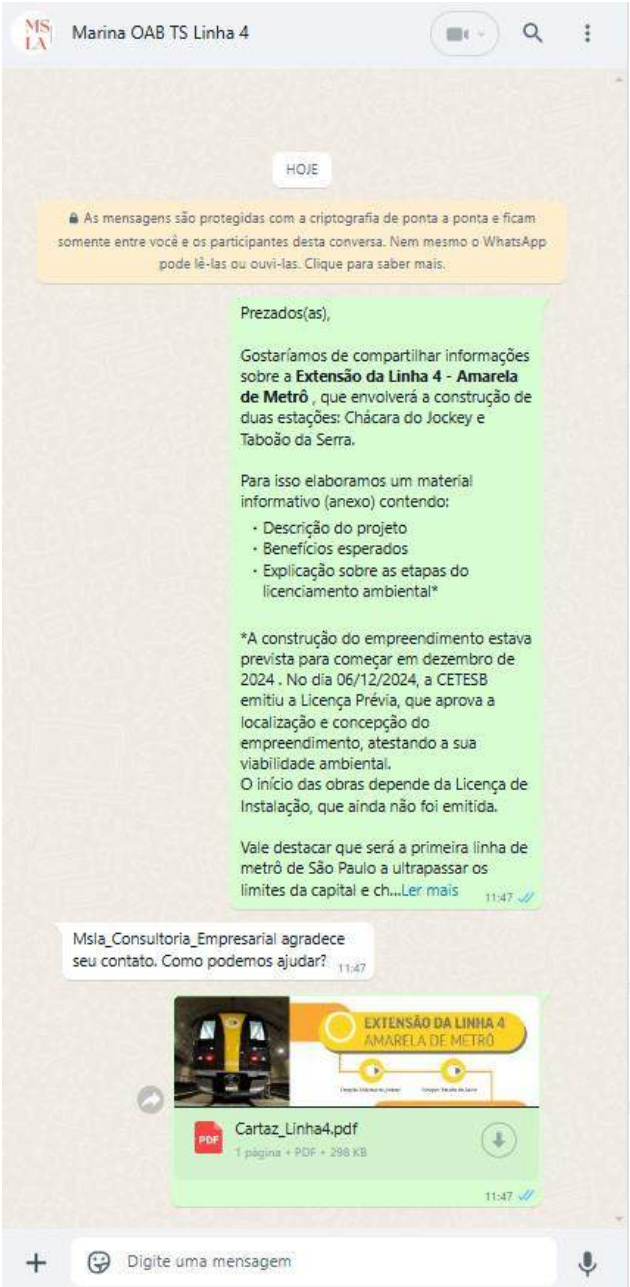 MS
LA
Marina OAB TS Linha 4
HOJE
As mensagens são protegidas com a criptografia de ponta a ponta e ficam
somente entre você e os participantes desta conversa. Nem mesmo o WhatsApp
pode lê-las ou ouvi-las. Clique para saber mais.
Prezados(as),
Gostaríamos de compartilhar informações
sobre a Extensão da Linha 4 - Amarela
de Metrô , que envolverá a construção de
duas estações: Chácara do Jockey e
Taboão da Serra.
Para isso elaboramos um material
informativo (anexo) contendo:
• Descrição do projeto
• Benefícios esperados
• Explicação sobre as etapas do
licenciamento ambiental*
*A construção do empreendimento estava
prevista para começar em dezembro de
2024 . No dia 06/12/2024, a CETESB
emitiu a Licença Prévia, que aprova a
localização e concepção do
empreendimento, atestando a sua
viabilidade ambiental.
O início das obras depende da Licença de
Instalação, que ainda não foi emitida.
Vale destacar que será a primeira linha de
metrô de São Paulo a ultrapassar os
limites da capital e ch...Ler mais 11:47
Msla_Consultoria_Empresarial agradece
seu contato. Como podemos ajudar? 11:47
EXTENSÃO DA LINHA 4
AMARELA DE METRÔ
PDF
Cartaz_Linha4.pdf
1 página • PDF • 298 KB
11:47
Digite uma mensagem